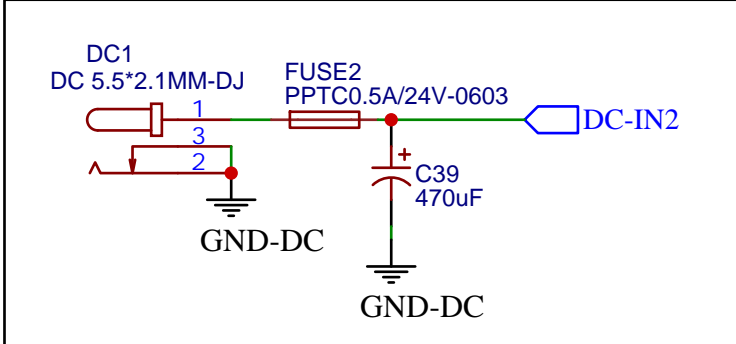 DC1
DC 5.5*2.1MM-DJ
FUSE2
PPTC0.5A/24V-0603
1
3
2
DC-IN2
+
C39
470uF
GND-DC
GND-DC